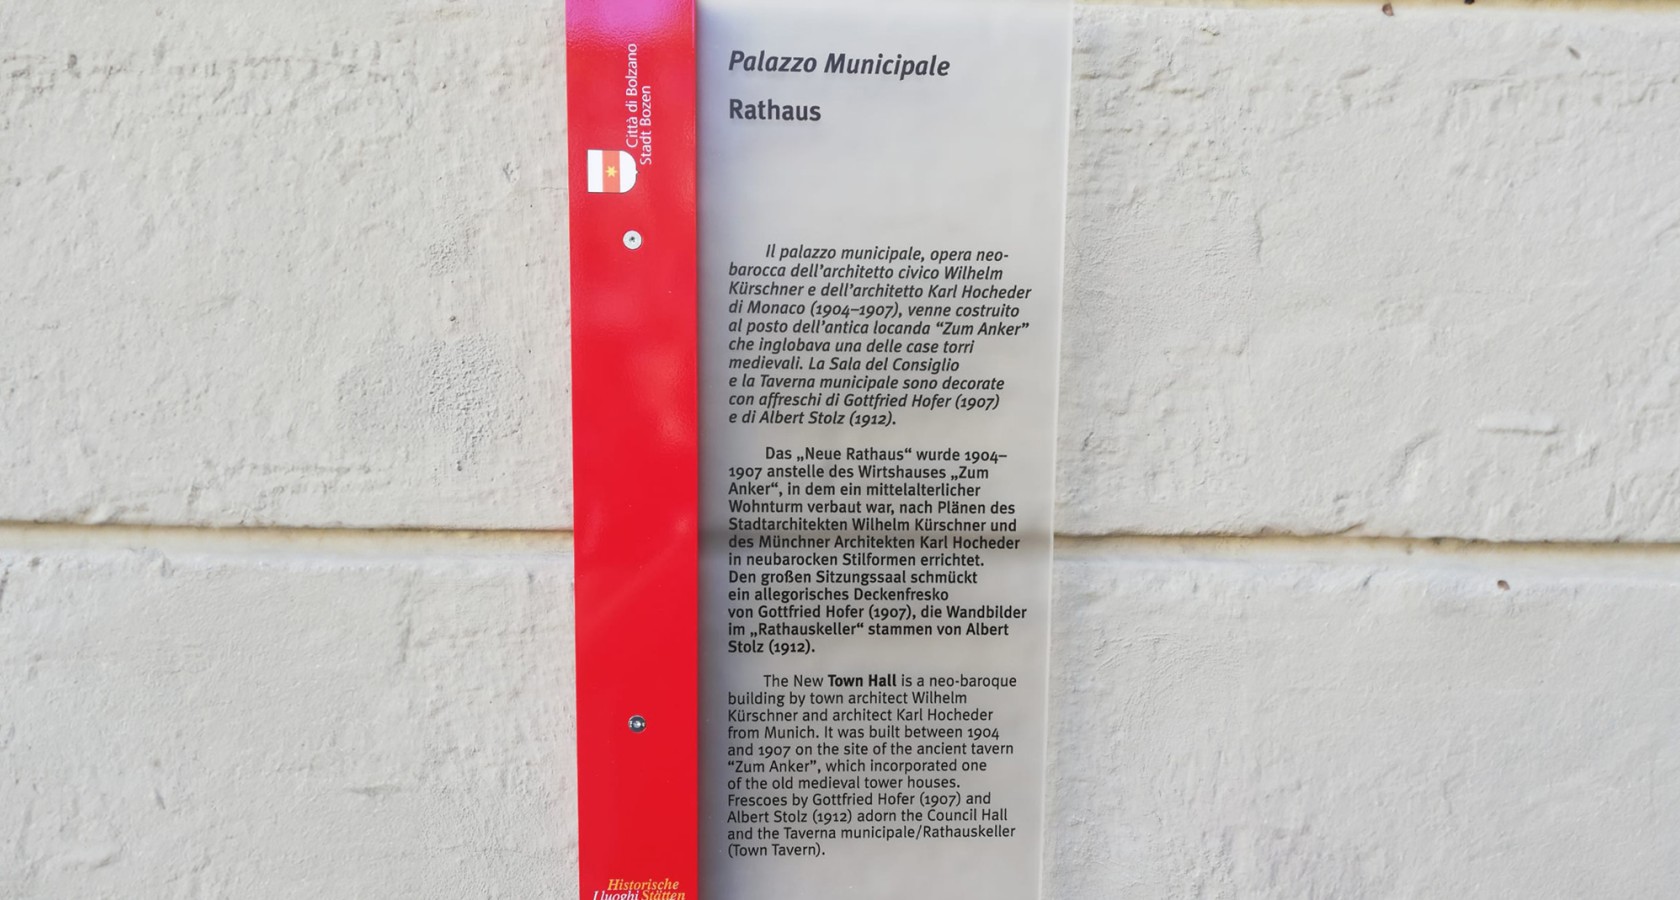 Città di Bolzano
Stadt Bozen
Palazzo Municipale
Rathaus
Il palazzo municipale, opera neo-
barocca dell'architetto civico Wilhelm
Kürschner e dell'architetto Karl Hocheder
di Monaco (1904–1907), venne costruito
al posto dell'antica locanda “Zum Anker”
che inglobava una delle case torri
medievali. La Sala del Consiglio
e la Taverna municipale sono decorate
con affreschi di Gottfried Hofer (1907)
e di Albert Stolz (1912).
Das „Neue Rathaus“ wurde 1904–
1907 anstelle des Wirtshauses „Zum
Anker“, in dem ein mittelalterlicher
Wohnturm verbaut war, nach Plänen des
Stadtarchitekten Wilhelm Kürschner und
des Münchner Architekten Karl Hocheder
in neubarocken Stilformen errichtet.
Den großen Sitzungssaal schmückt
ein allegorisches Deckenfresko
von Gottfried Hofer (1907), die Wandbilder
im „Rathauskeller“ stammen von Albert
Stolz (1912).
The New Town Hall is a neo-baroque
building by town architect Wilhelm
Kürschner and architect Karl Hocheder
from Munich. It was built between 1904
and 1907 on the site of the ancient tavern
“Zum Anker”, which incorporated one
of the old medieval tower houses.
Frescoes by Gottfried Hofer (1907) and
Albert Stolz (1912) adorn the Council Hall
and the Taverna municipale/Rathauskeller
(Town Tavern).
Historische
Luoghi Stätten